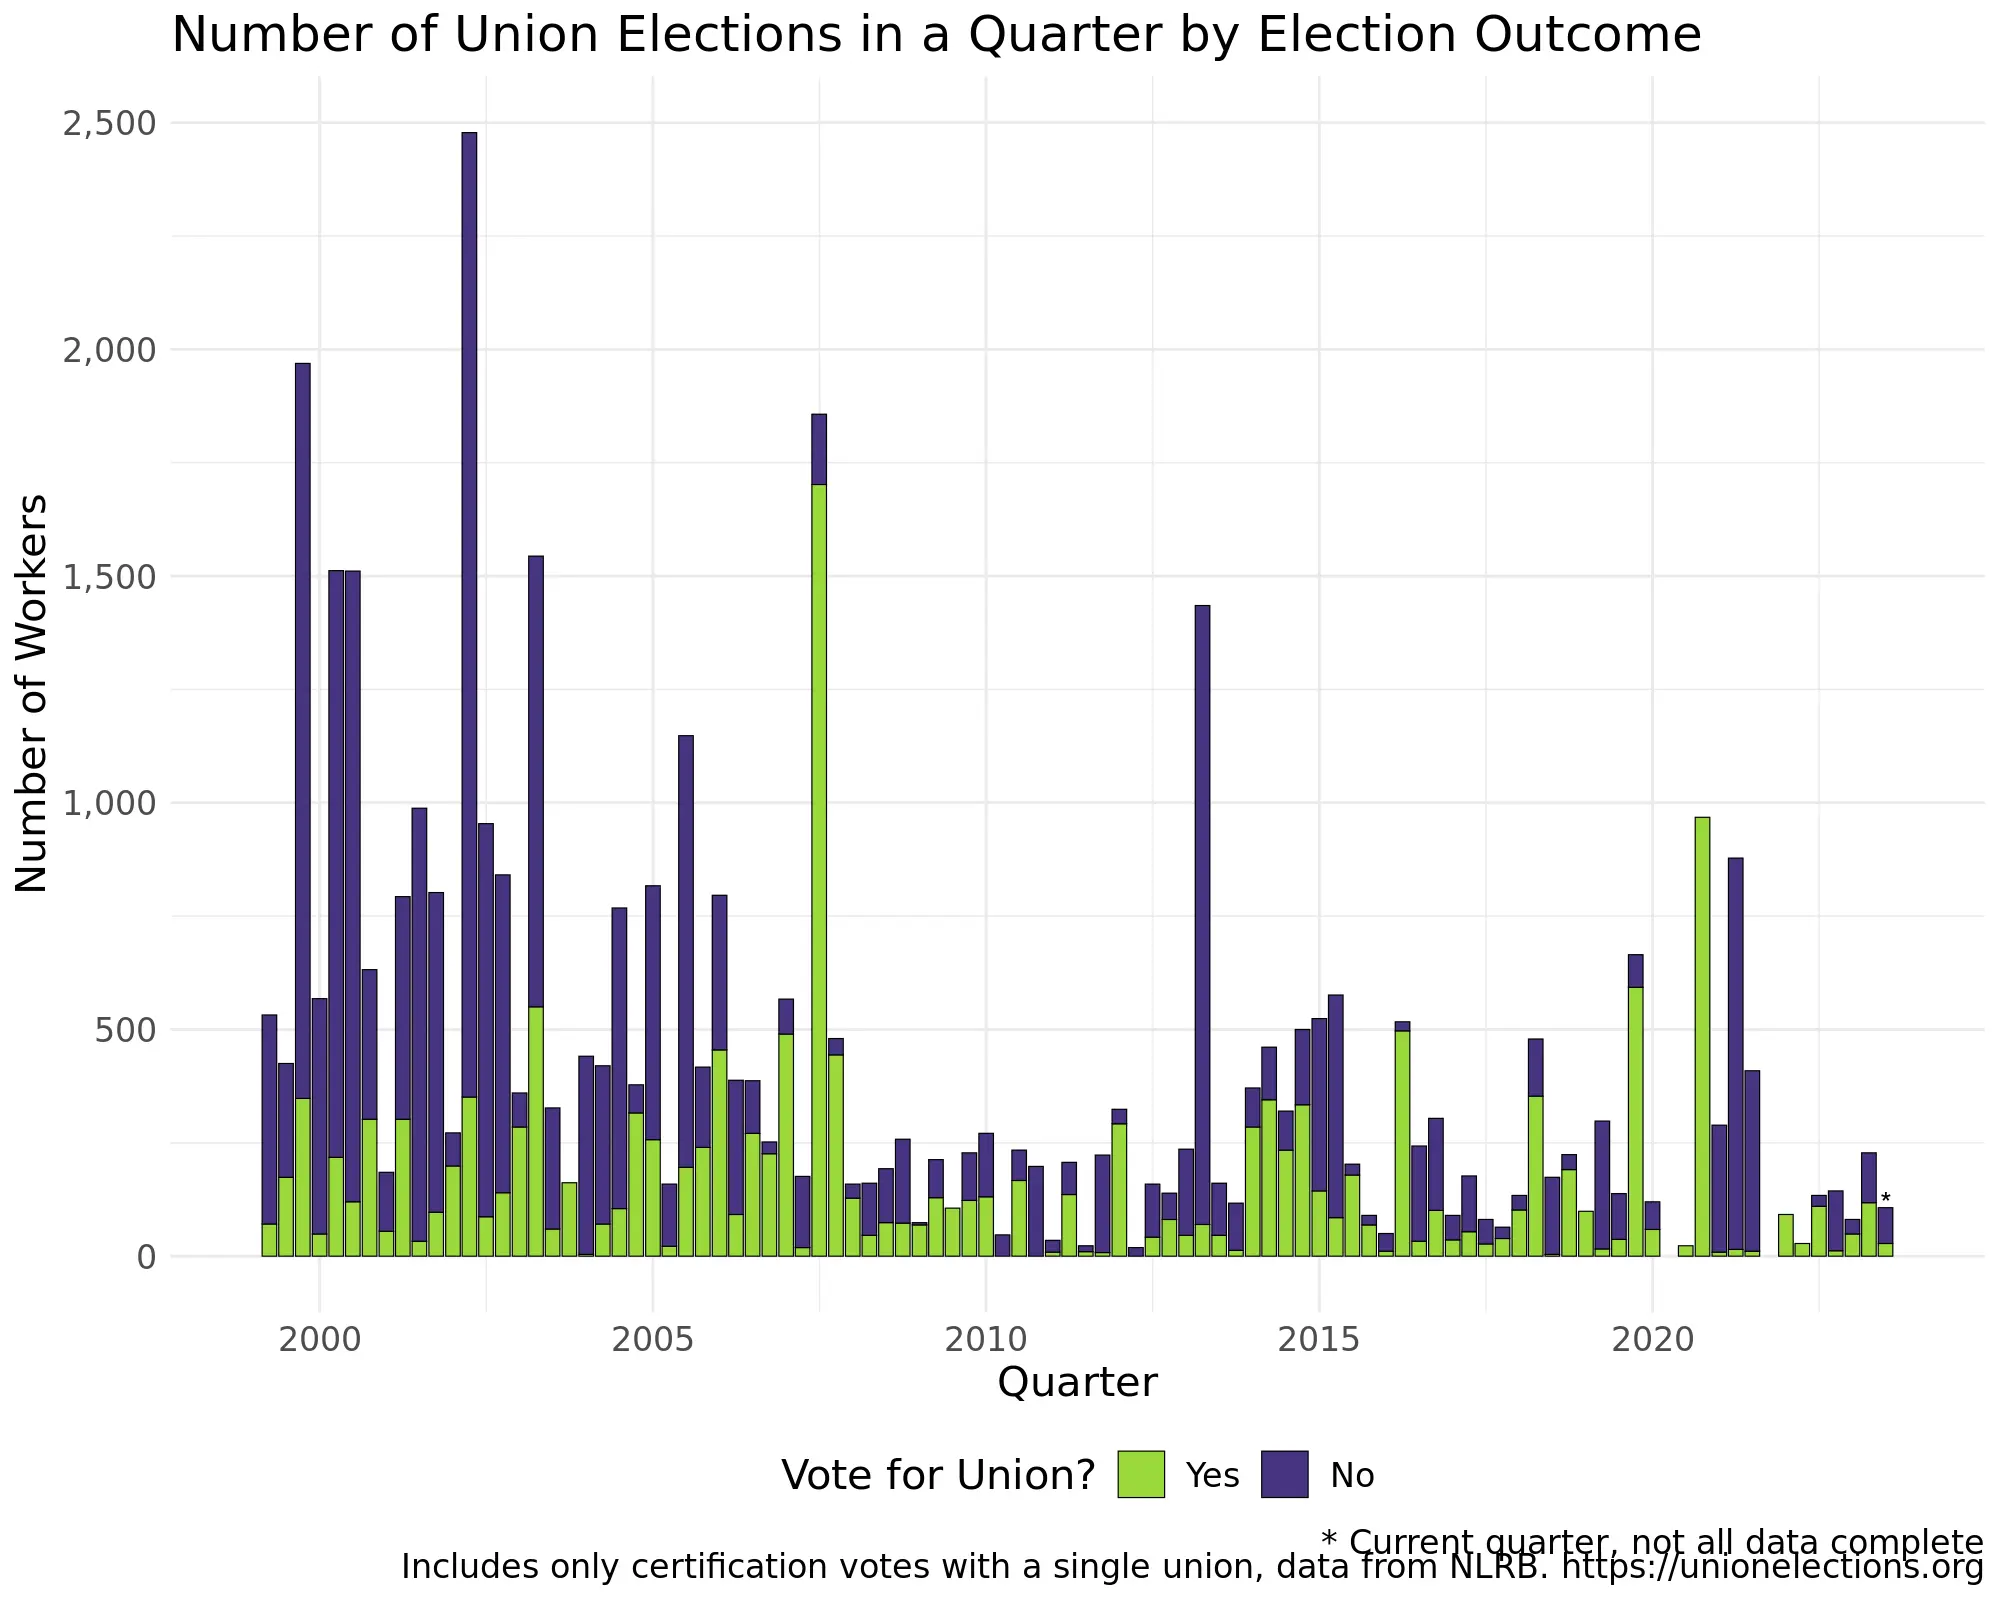 Number of Union Elections in a Quarter by Election Outcome
Number of Workers
2,500
2,000
1,500
1,000
500
0
*
2000 2005 2010 2015 2020
Quarter
Vote for Union? Yes No
* Current quarter, not all data complete
Includes only certification votes with a single union, data from NLRB. https://unionelections.org